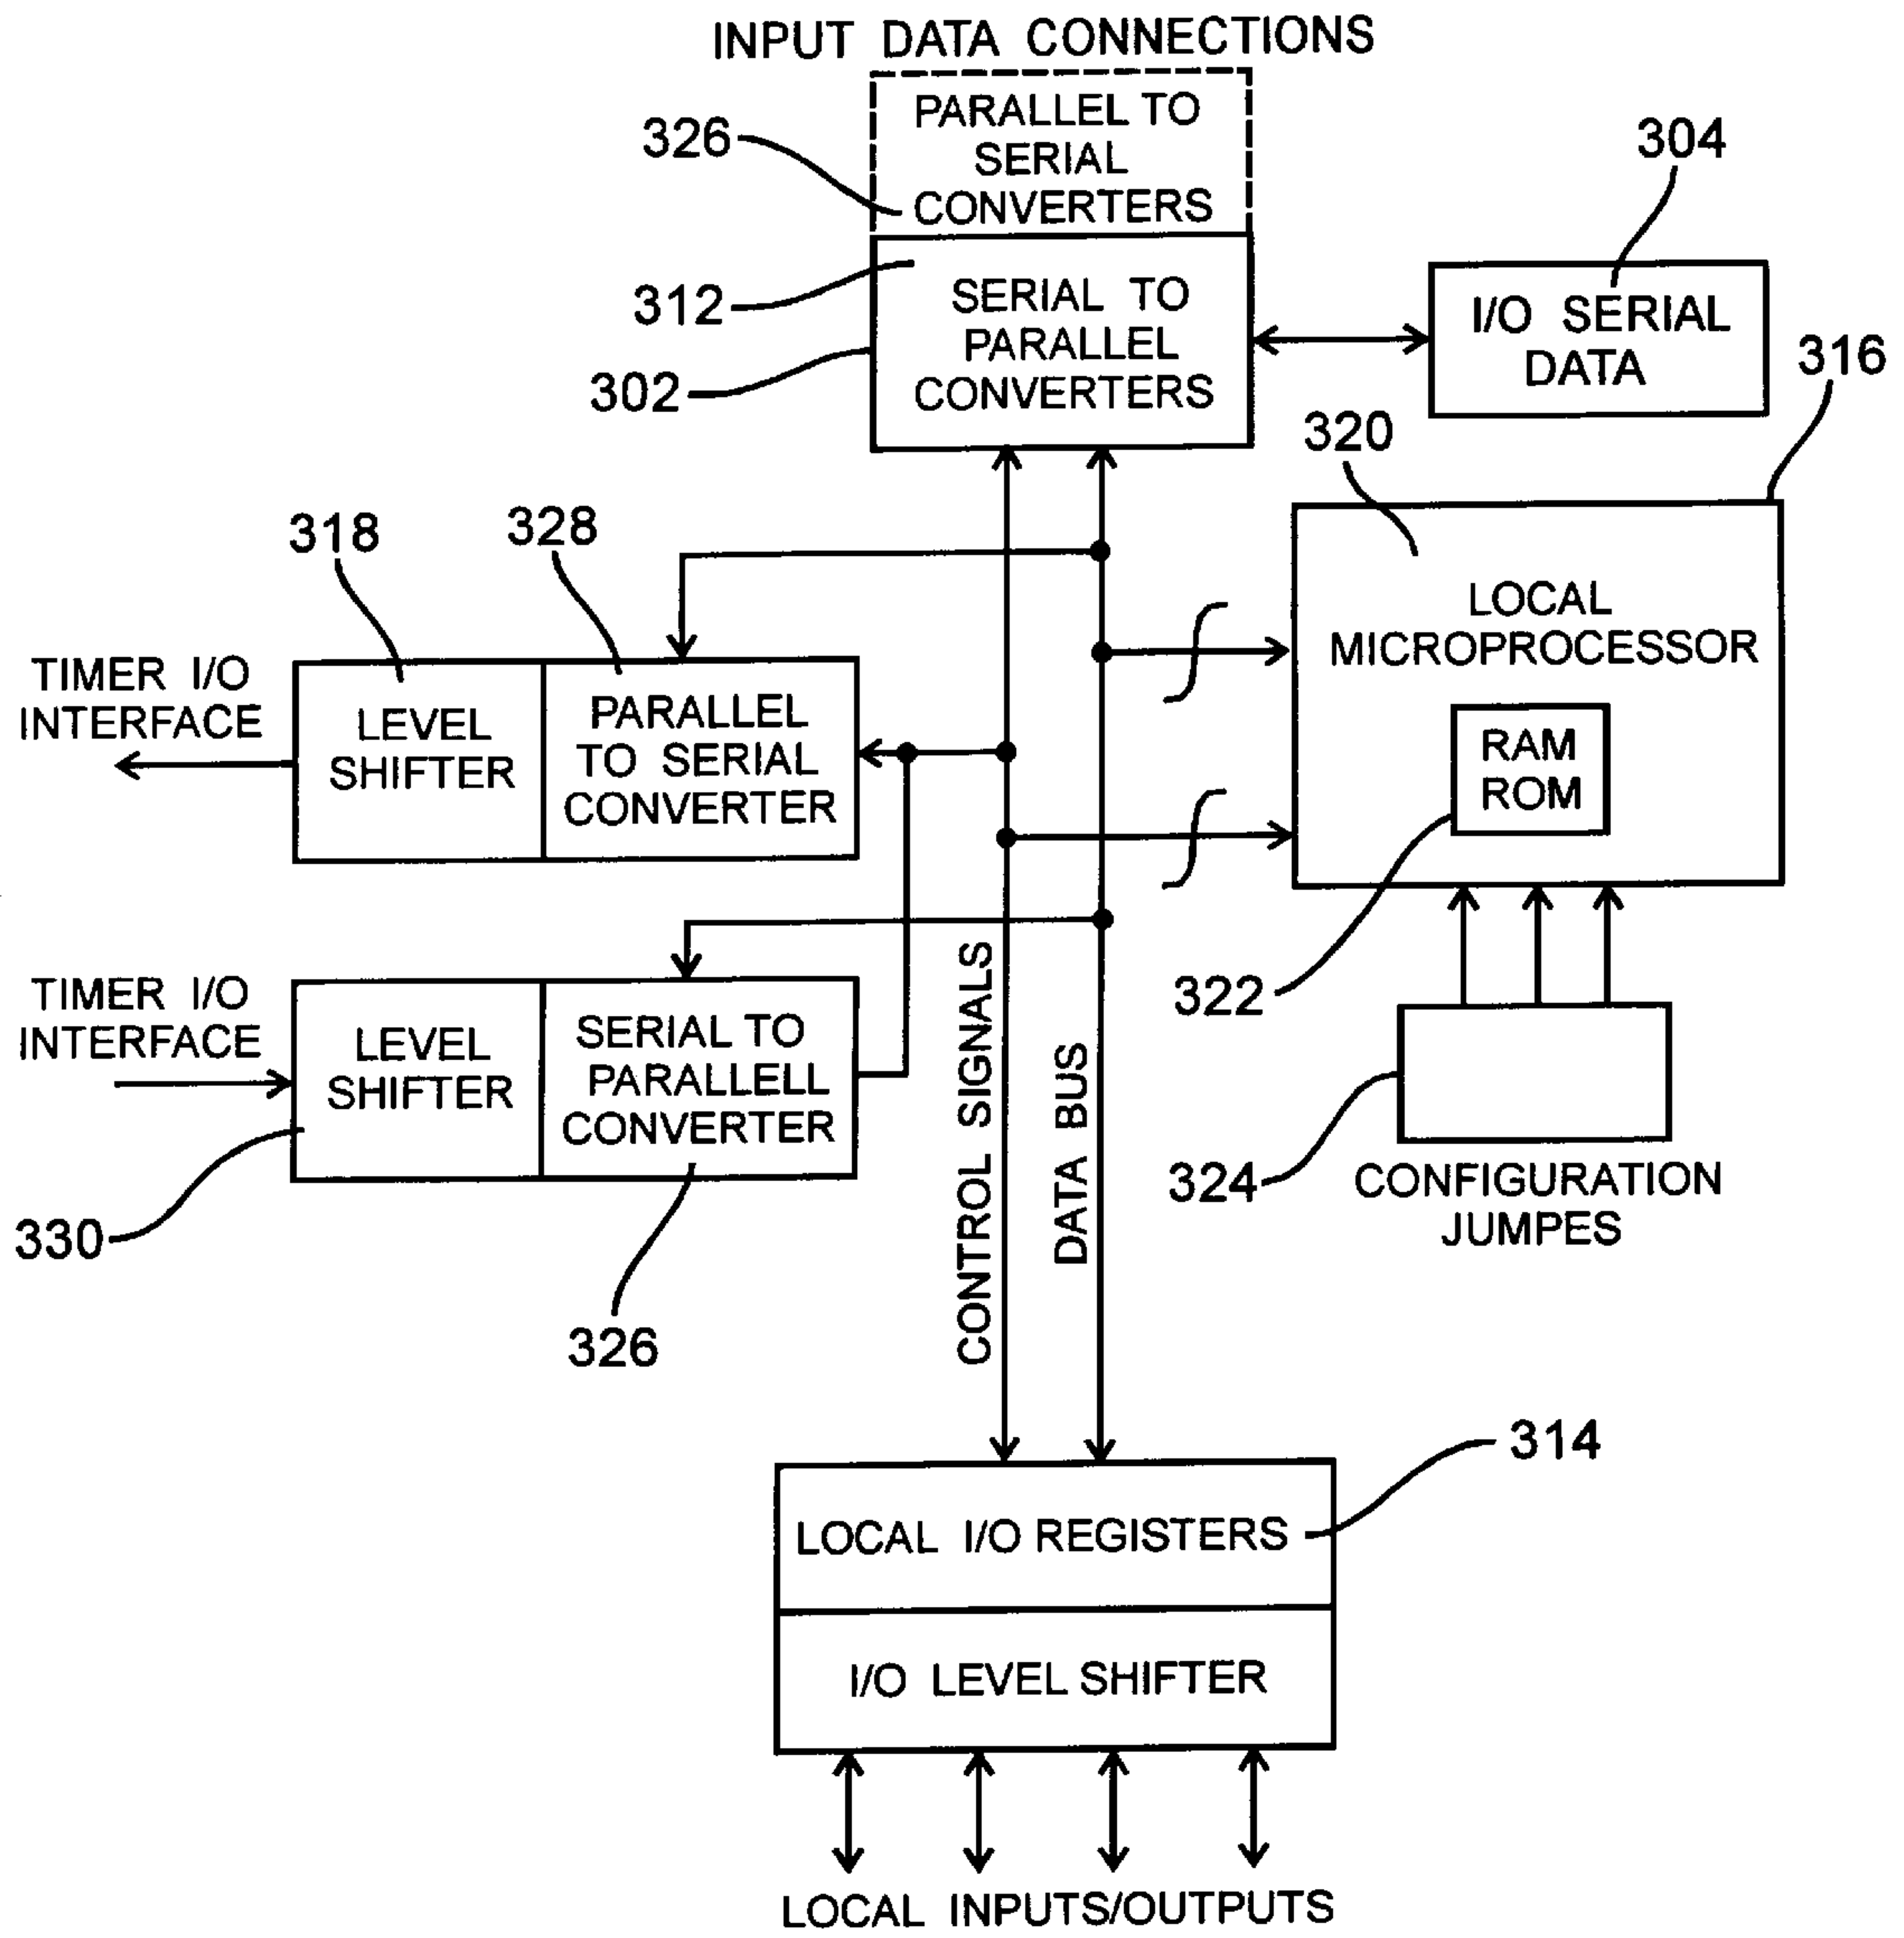 INPUT DATA CONNECTIONS
PARALLEL TO
SERIAL
CONVERTERS
326
304
312
SERIAL TO
PARALLEL
CONVERTERS
302
I/O SERIAL
DATA
316
320
318
328
LOCAL
MICROPROCESSOR
TIMER I/O
INTERFACE
LEVEL
SHIFTER
PARALLEL
TO SERIAL
CONVERTER
RAM
ROM
322
TIMER I/O
INTERFACE
LEVEL
SHIFTER
SERIAL TO
PARALLELL
CONVERTER
CONTROL SIGNALS
DATA BUS
324
CONFIGURATION
JUMPES
330
326
314
LOCAL I/O REGISTERS
I/O LEVEL SHIFTER
LOCAL INPUTS/OUTPUTS